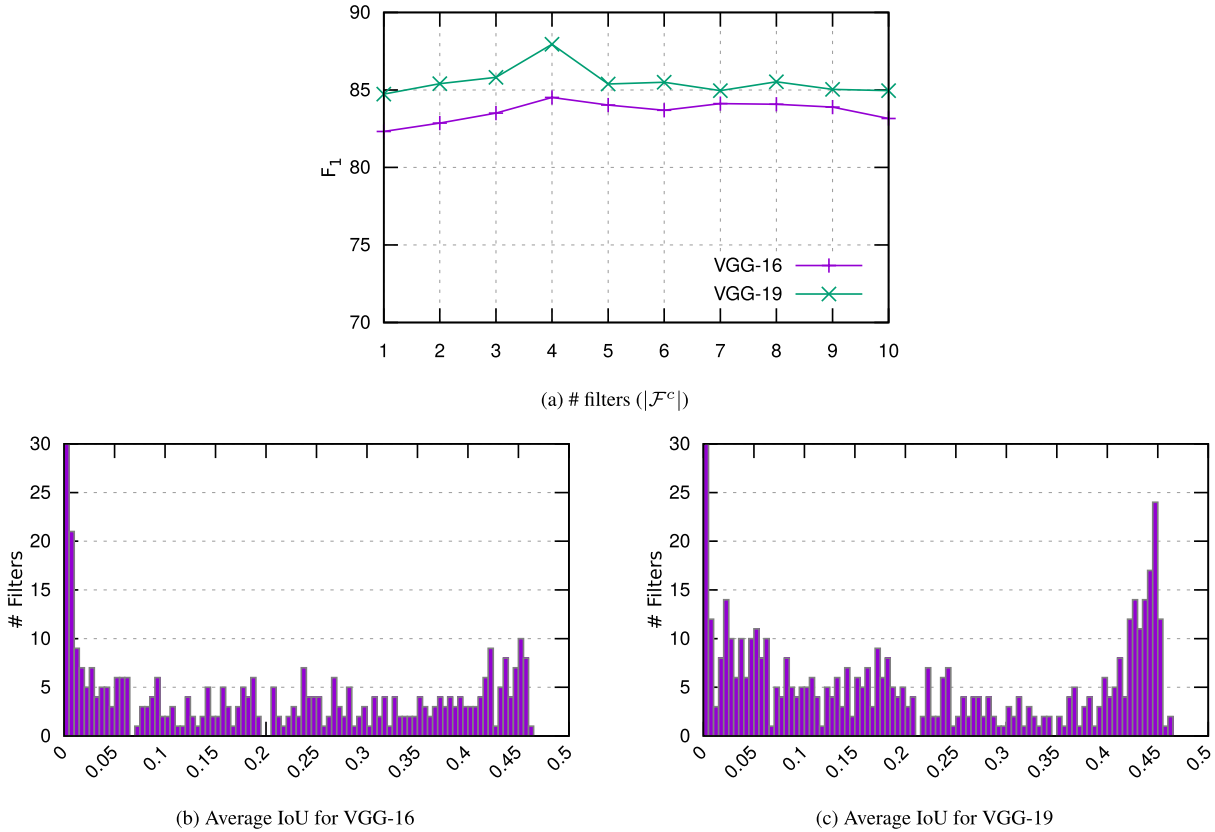 90
85
80
75
70
F1
VGG-16
VGG-19
1 2 3 4 5 6 7 8 9 10
(a) # filters (|𝓕ᶜ|)
30
25
20
15
10
5
0
# Filters
0 0.05 0.1 0.15 0.2 0.25 0.3 0.35 0.4 0.45 0.5
(b) Average IoU for VGG-16
30
25
20
15
10
5
0
# Filters
0 0.05 0.1 0.15 0.2 0.25 0.3 0.35 0.4 0.45 0.5
(c) Average IoU for VGG-19